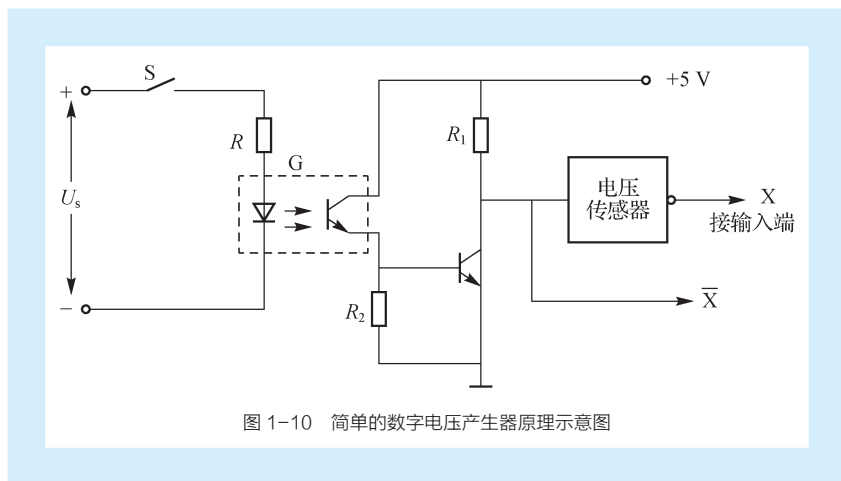 S
+
+5 V
R
R₁
G
Uₛ
电压
传感器
X
接输入端
X̅
R₂
−
图 1-10 简单的数字电压产生器原理示意图